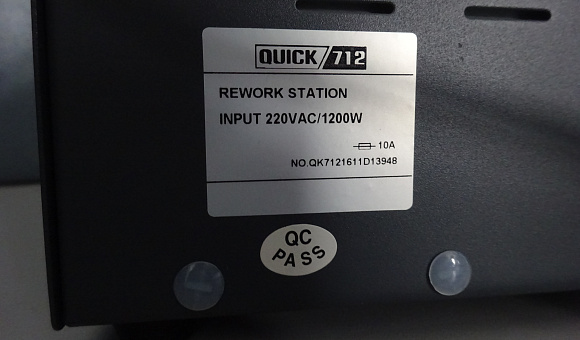 QUICK/712
REWORK STATION
INPUT 220VAC/1200W
10A
NO.QK7121611D13948
QC
PASS